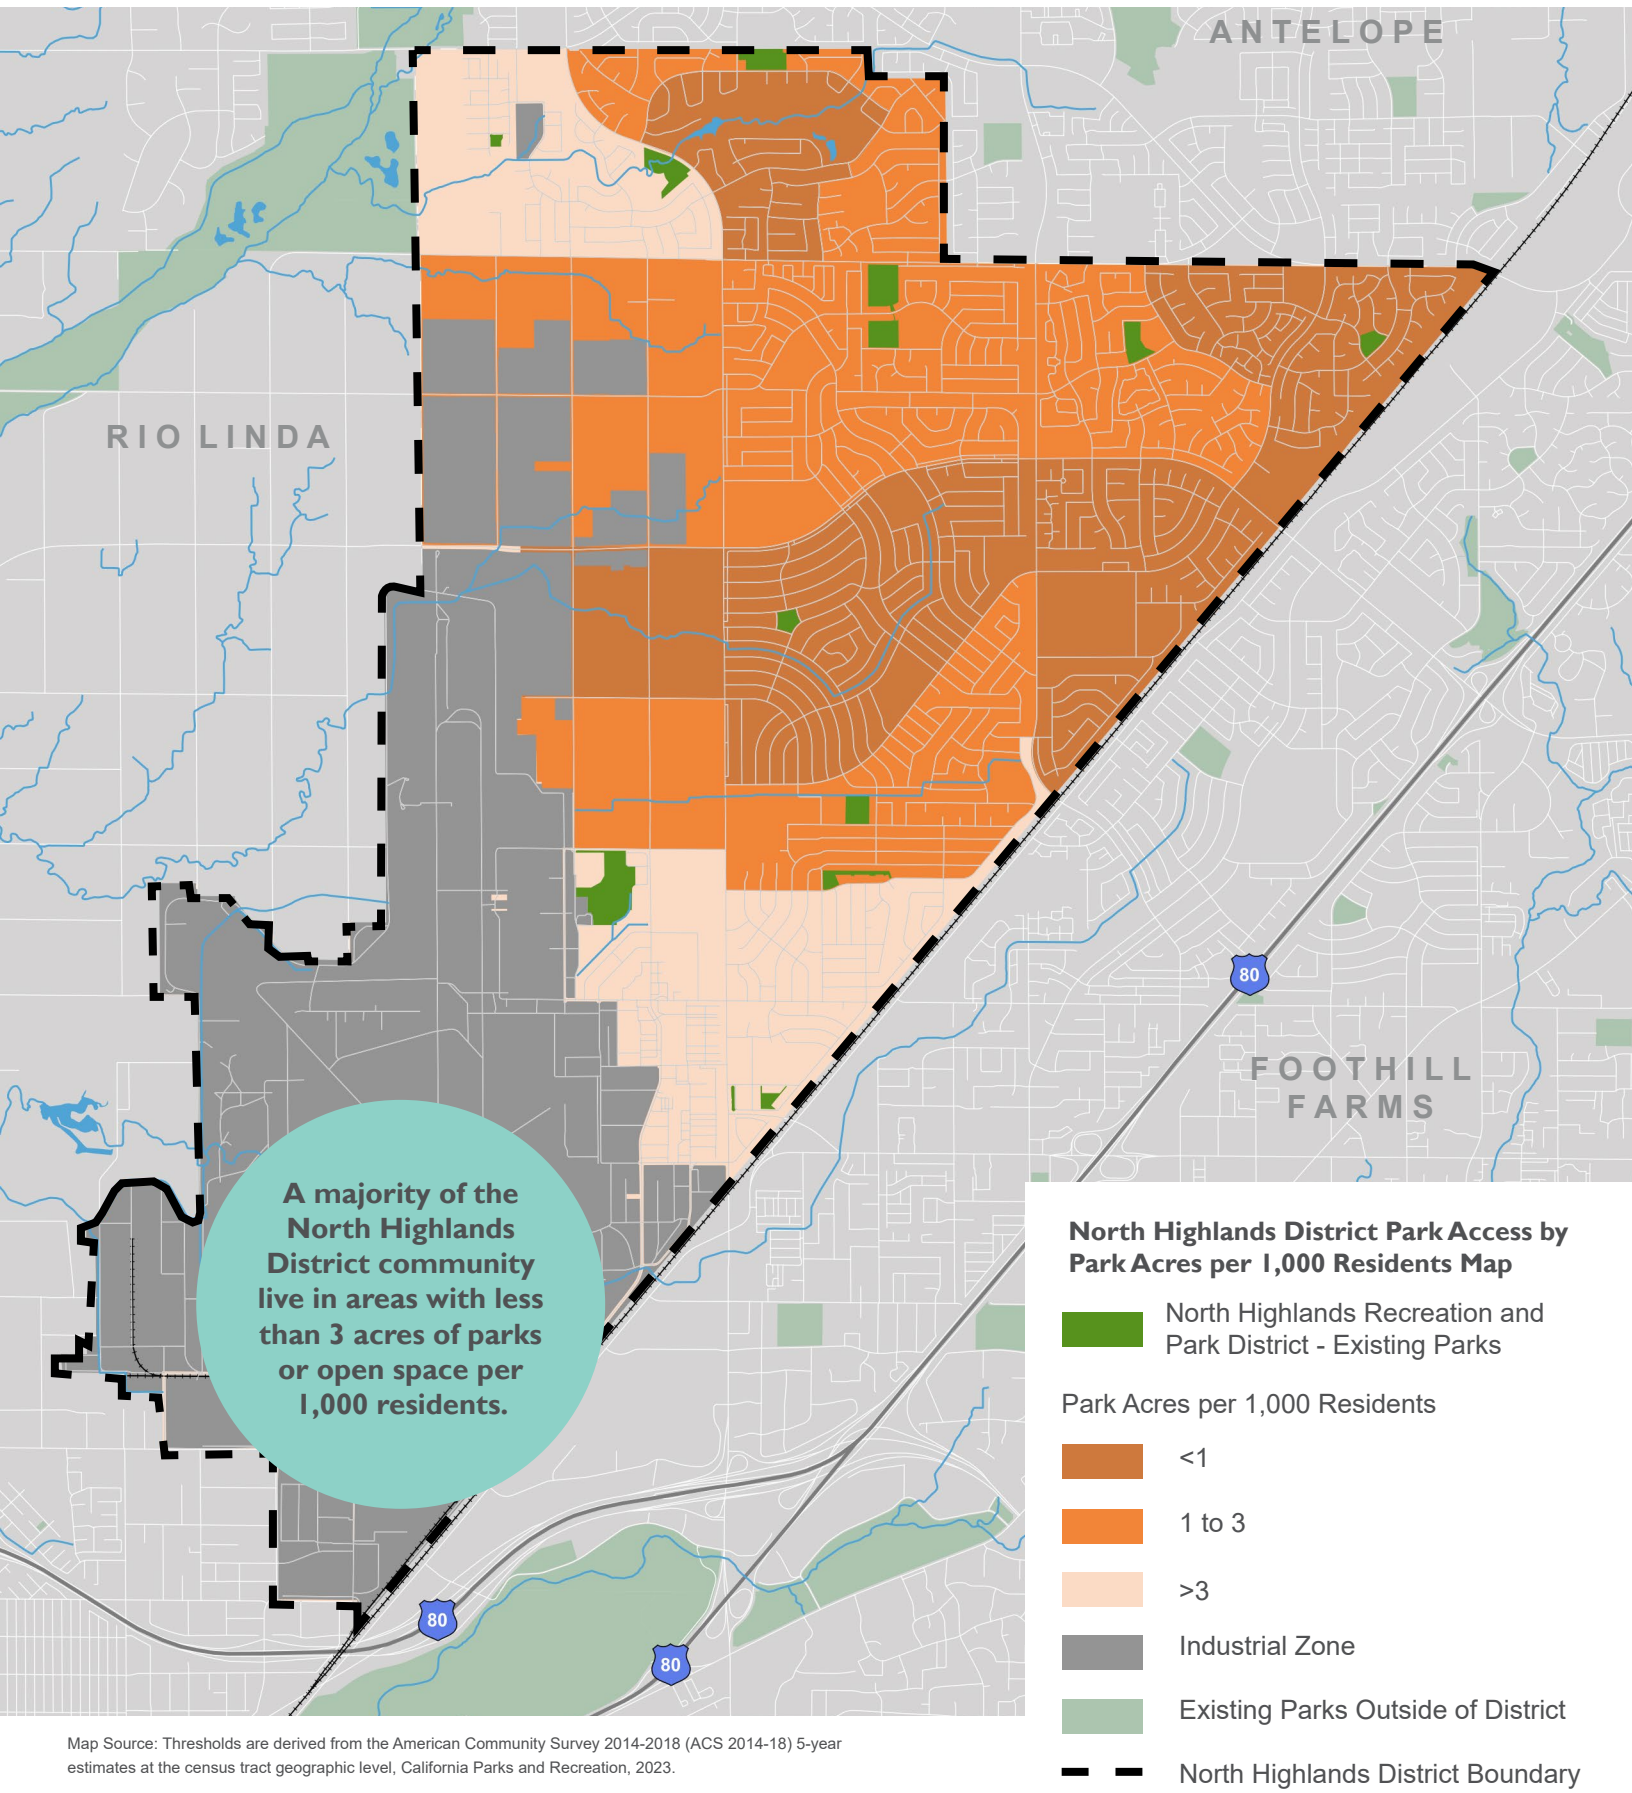 ANTELOPE
RIO LINDA
80
FOOTHILL
FARMS
A majority of the
North Highlands
District community
live in areas with less
than 3 acres of parks
or open space per
1,000 residents.
80
80
North Highlands District Park Access by
Park Acres per 1,000 Residents Map
North Highlands Recreation and
Park District - Existing Parks
Park Acres per 1,000 Residents
<1
1 to 3
>3
Industrial Zone
Existing Parks Outside of District
North Highlands District Boundary
Map Source: Thresholds are derived from the American Community Survey 2014-2018 (ACS 2014-18) 5-year
estimates at the census tract geographic level, California Parks and Recreation, 2023.